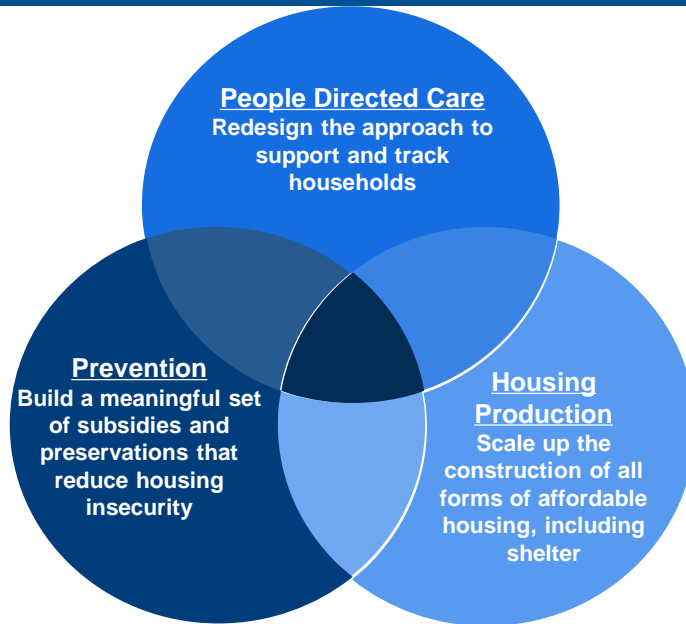 People Directed Care
Redesign the approach to
support and track
households
Prevention
Build a meaningful set
of subsidies and
preservations that
reduce housing
insecurity
Housing
Production
Scale up the
construction of all
forms of affordable
housing, including
shelter